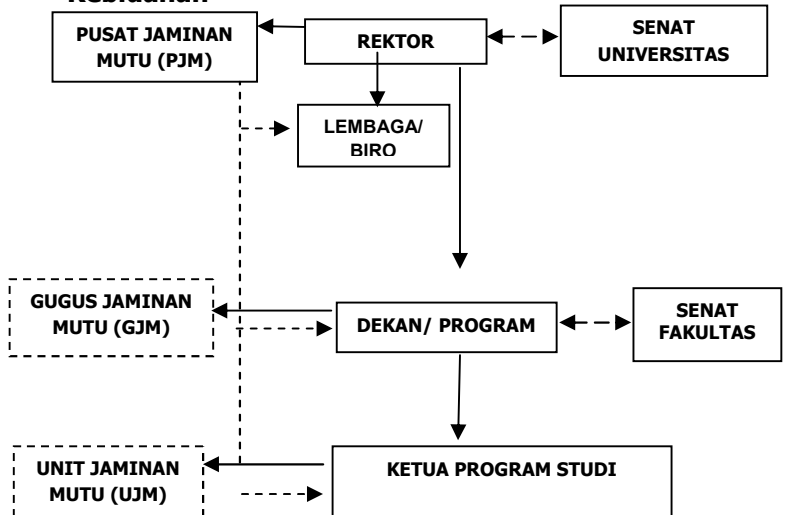 Kebidanan
PUSAT JAMINAN
MUTU (PJM)
REKTOR
SENAT
UNIVERSITAS
LEMBAGA/
BIRO
GUGUS JAMINAN
MUTU (GJM)
DEKAN/ PROGRAM
SENAT
FAKULTAS
UNIT JAMINAN
MUTU (UJM)
KETUA PROGRAM STUDI